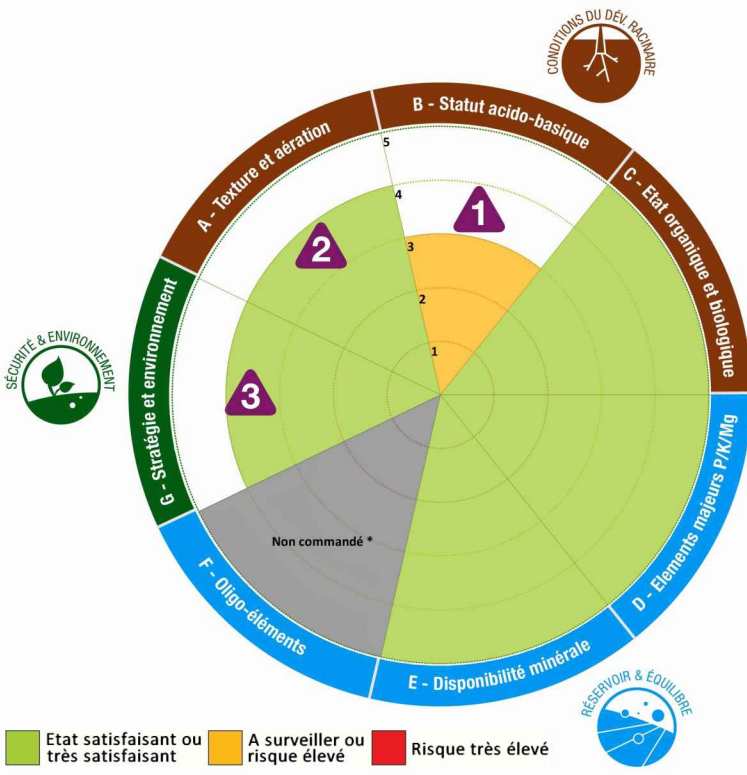 CONDITIONS DU DÉV. RACINAIRE
B - Statut acido-basique
A - Texture et aération
C - Etat organique et biologique
5
4
1
2
3
2
1
SÉCURITÉ & ENVIRONNEMENT
3
G - Stratégie et environnement
D - Elements majeurs P/K/Mg
Non commandé *
F - Oligo-éléments
E - Disponibilité minérale
RÉSERVOIR & ÉQUILIBRE
Etat satisfaisant ou
très satisfaisant
A surveiller ou
risque élevé
Risque très élevé